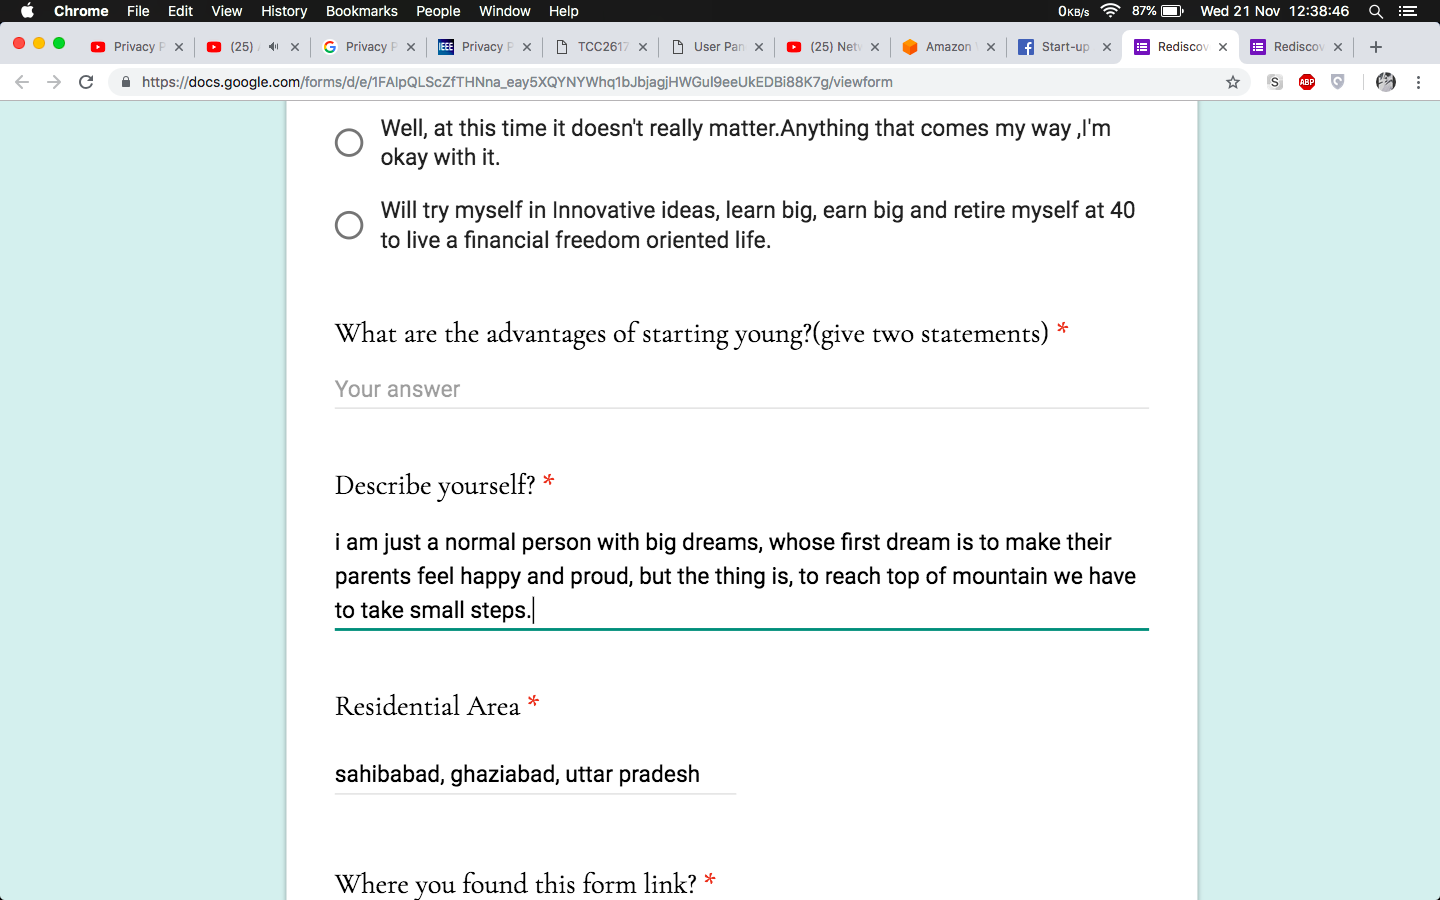 Chrome File Edit View History Bookmarks People Window Help 0KB/s 87% Wed 21 Nov 12:38:46
Privacy P (25) Privacy P IEEE Privacy P TCC2617 User Pan (25) Netw Amazon Start-up Rediscov Rediscov
https://docs.google.com/forms/d/e/1FAIpQLScZfTHNna_eay5XQYNYWhq1bJbjagjHWGul9eeUkEDBi88K7g/viewform S ABP
Well, at this time it doesn't really matter.Anything that comes my way ,I'm
okay with it.
Will try myself in Innovative ideas, learn big, earn big and retire myself at 40
to live a financial freedom oriented life.
What are the advantages of starting young?(give two statements) *
Your answer
Describe yourself? *
i am just a normal person with big dreams, whose first dream is to make their
parents feel happy and proud, but the thing is, to reach top of mountain we have
to take small steps.
Residential Area *
sahibabad, ghaziabad, uttar pradesh
Where you found this form link? *